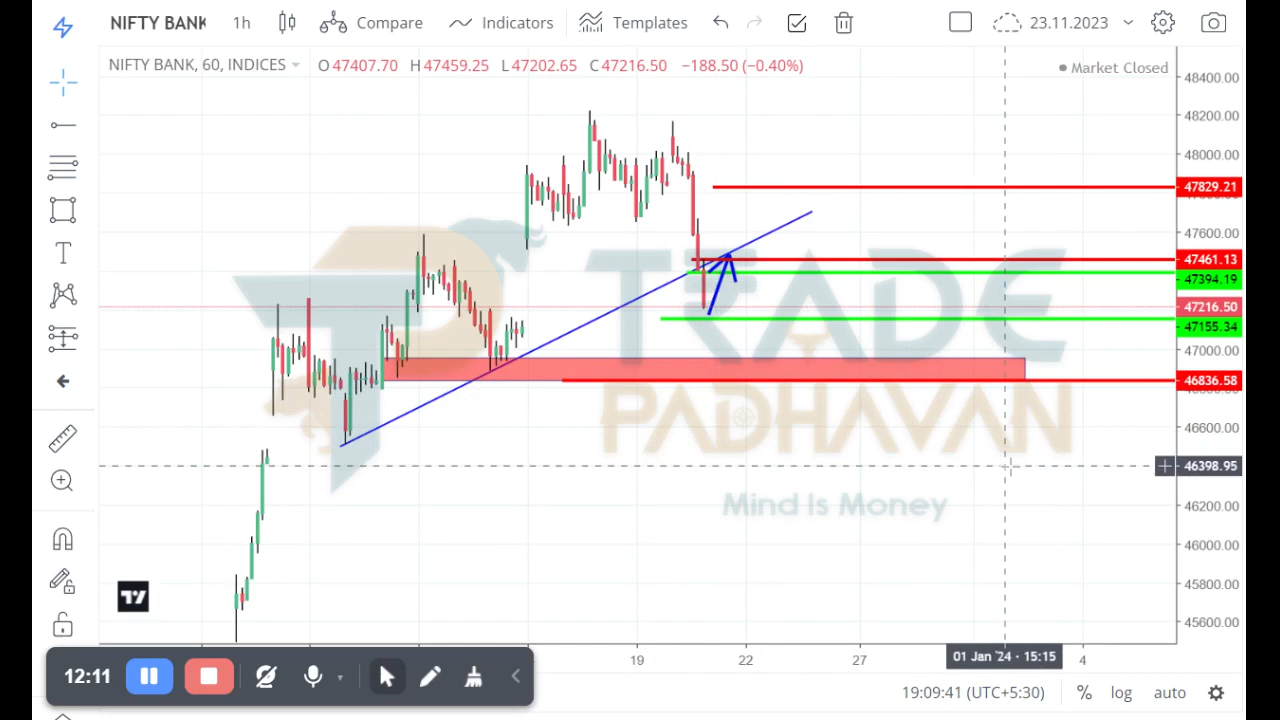 NIFTY BANK 1h Compare Indicators Templates 23.11.2023
NIFTY BANK, 60, INDICES O47407.70 H47459.25 L47202.65 C47216.50 −188.50 (−0.40%) Market Closed
48400.00
48200.00
48000.00
47829.21
47600.00
47461.13
47394.19
47216.50
47155.34
47000.00
46836.58
46600.00
46398.95
46200.00
46000.00
45800.00
45600.00
TRADE
PADHAVAN
Mind Is Money
19 22 27 01 Jan '24 · 15:15 4
12:11
19:09:41 (UTC+5:30) % log auto